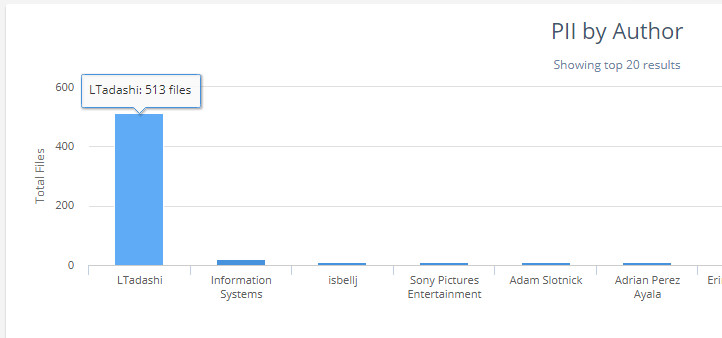 PII by Author
Showing top 20 results
LTadashi: 513 files
Total Files
600
400
200
0
LTadashi
Information
Systems
isbellj
Sony Pictures
Entertainment
Adam Slotnick
Adrian Perez
Ayala
Eri